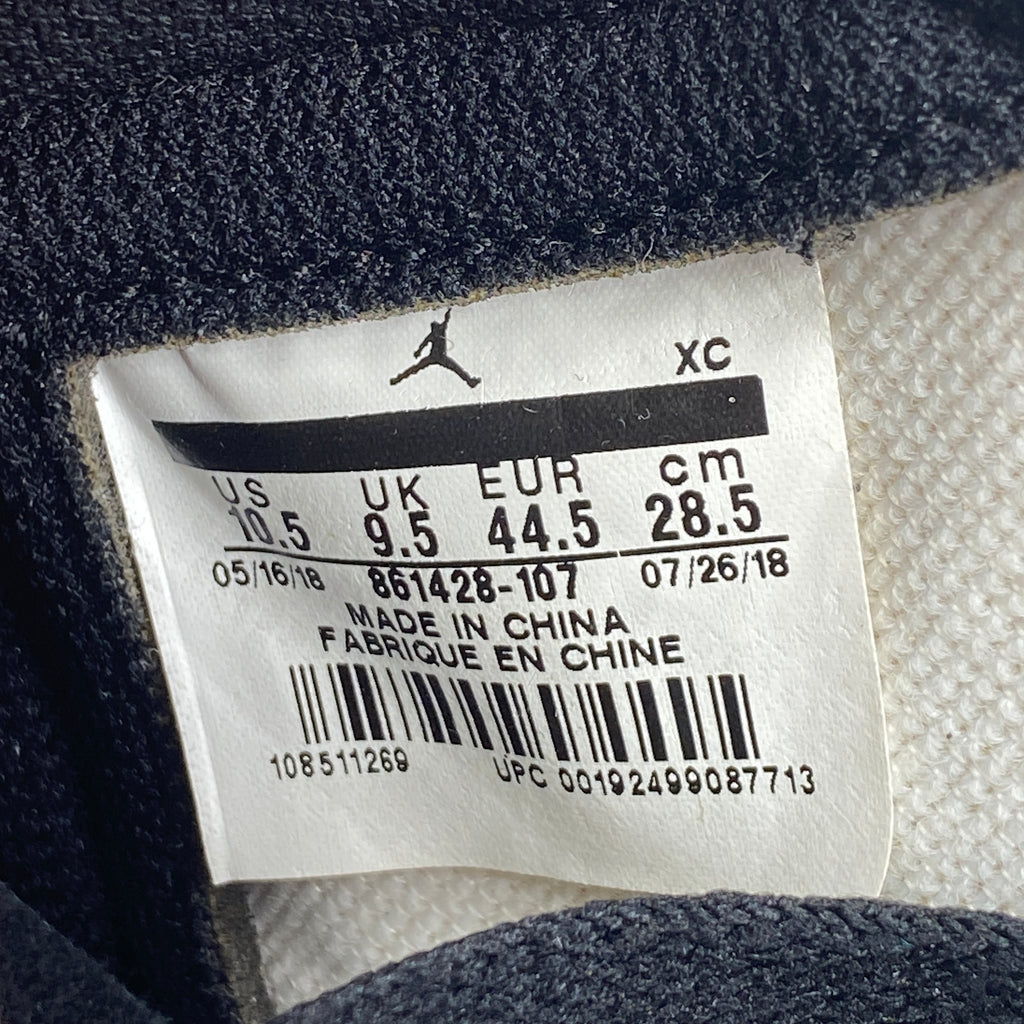 XC
US UK EUR cm
10.5 9.5 44.5 28.5
05/16/18 861428-107 07/26/18
MADE IN CHINA
FABRIQUE EN CHINE
108511269 UPC 00192499087713